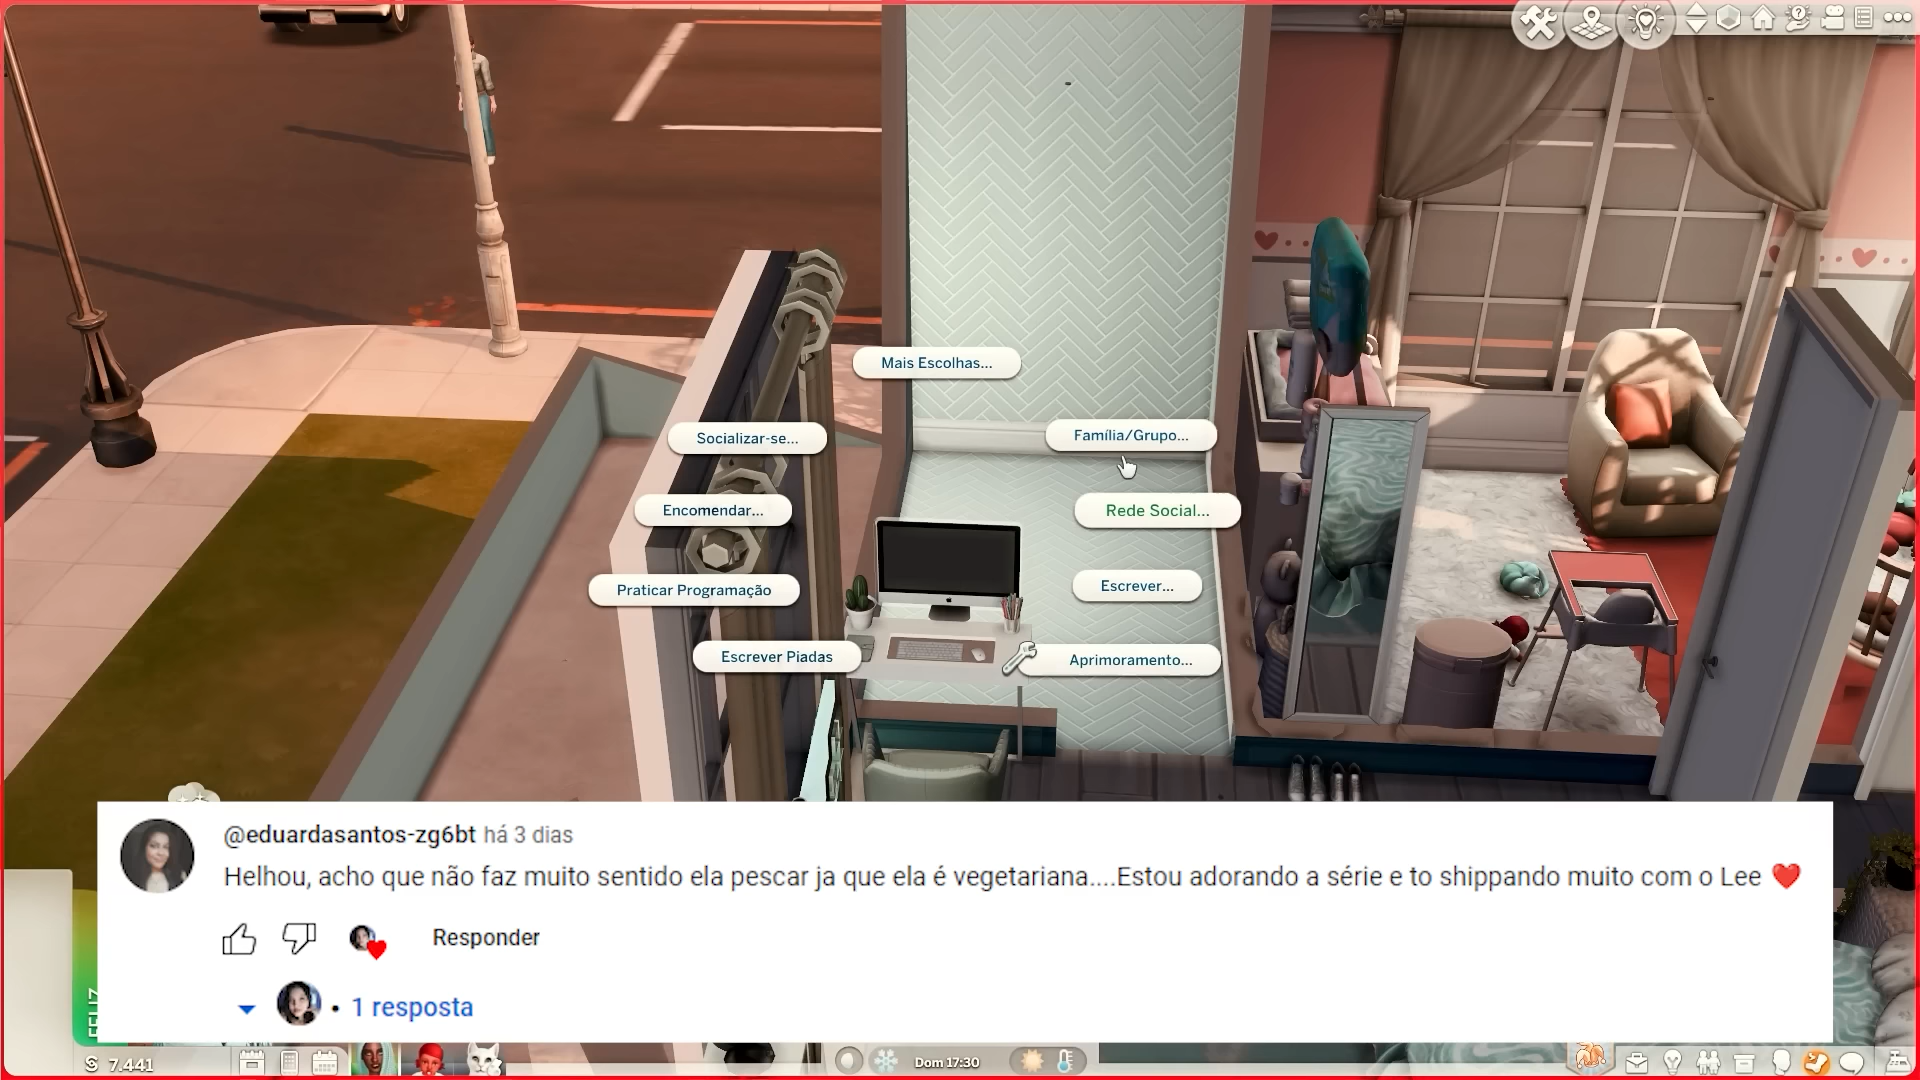 Mais Escolhas...
Socializar-se...
Família/Grupo...
Encomendar...
Rede Social...
Praticar Programação
Escrever...
Escrever Piadas
Aprimoramento...
@eduardasantos-zg6bt há 3 dias
Helhou, acho que não faz muito sentido ela pescar ja que ela é vegetariana....Estou adorando a série e to shippando muito com o Lee ❤️
Responder
• 1 resposta
FELIZ
7.441
Dom 17:30